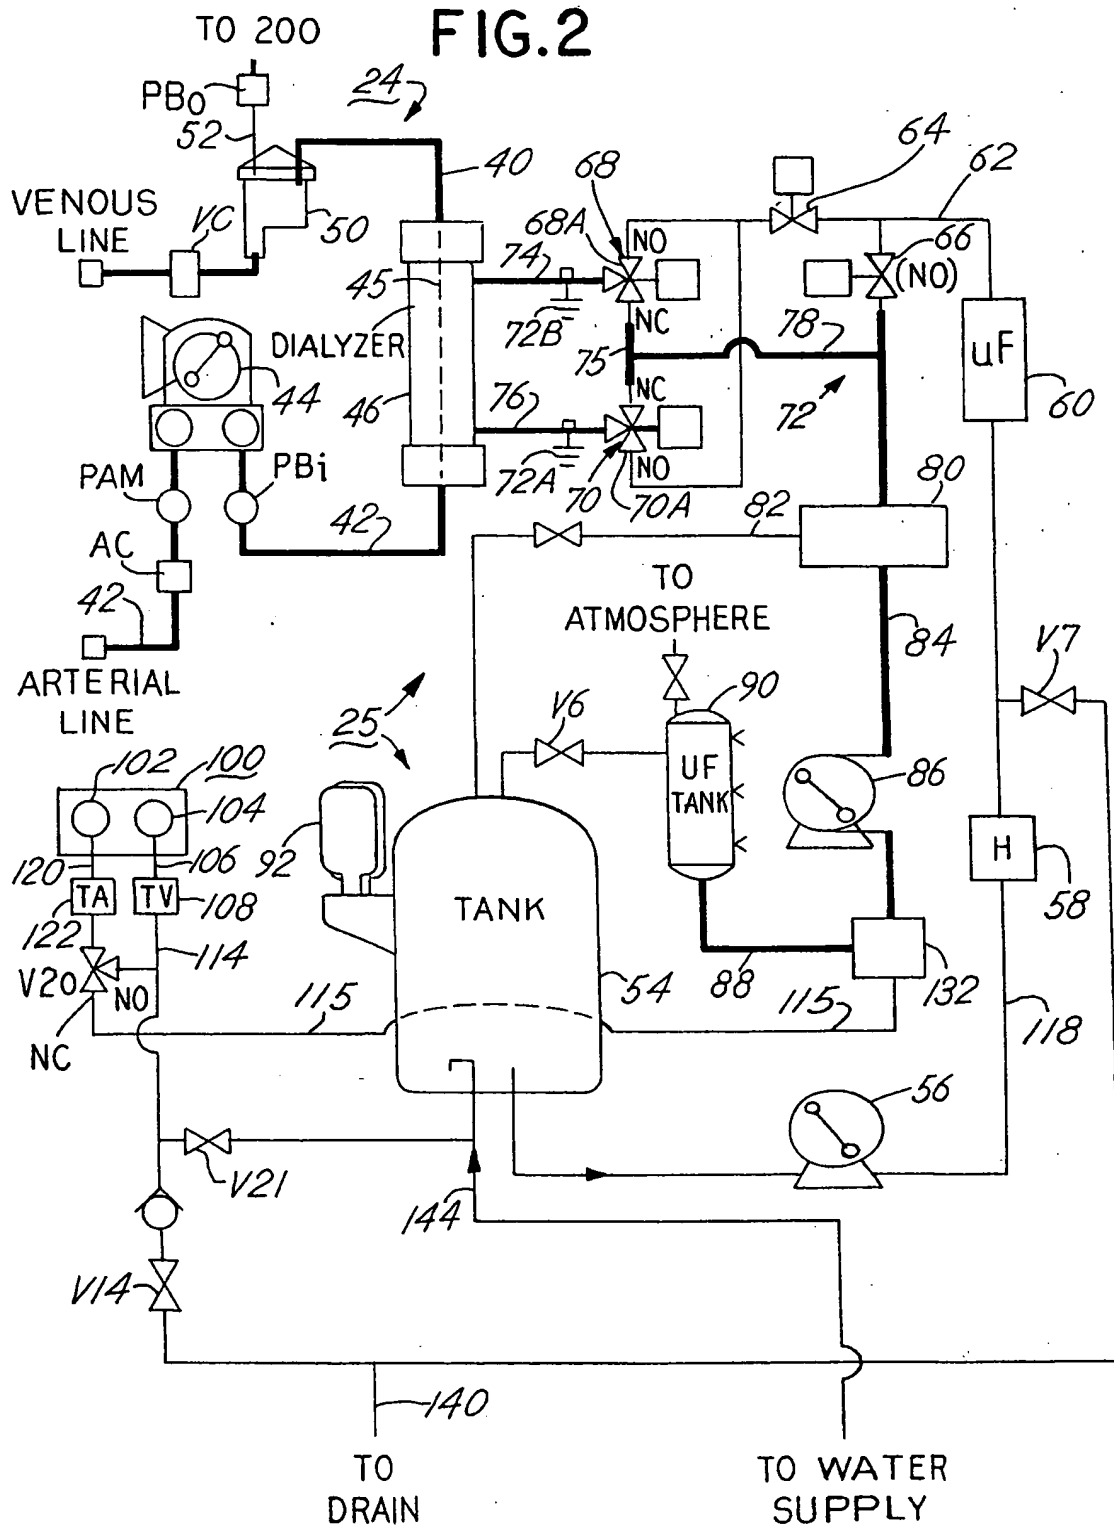 FIG.2
TO 200
PBo
52
24
40
64
62
VENOUS
LINE
VC
50
68
68A
NO
66
(NO)
74
45
72B
NC
75
78
DIALYZER
44
46
NC
72
uF
60
76
72A
70
NO
70A
80
PAM
PBi
82
42
AC
42
TO
ATMOSPHERE
84
V7
ARTERIAL
LINE
25
V6
90
102
100
104
UF
TANK
86
92
120
106
H
TA
TV
108
58
TANK
122
114
V20
NO
54
88
132
115
115
118
NC
56
V21
144
V14
140
TO
DRAIN
TO WATER
SUPPLY